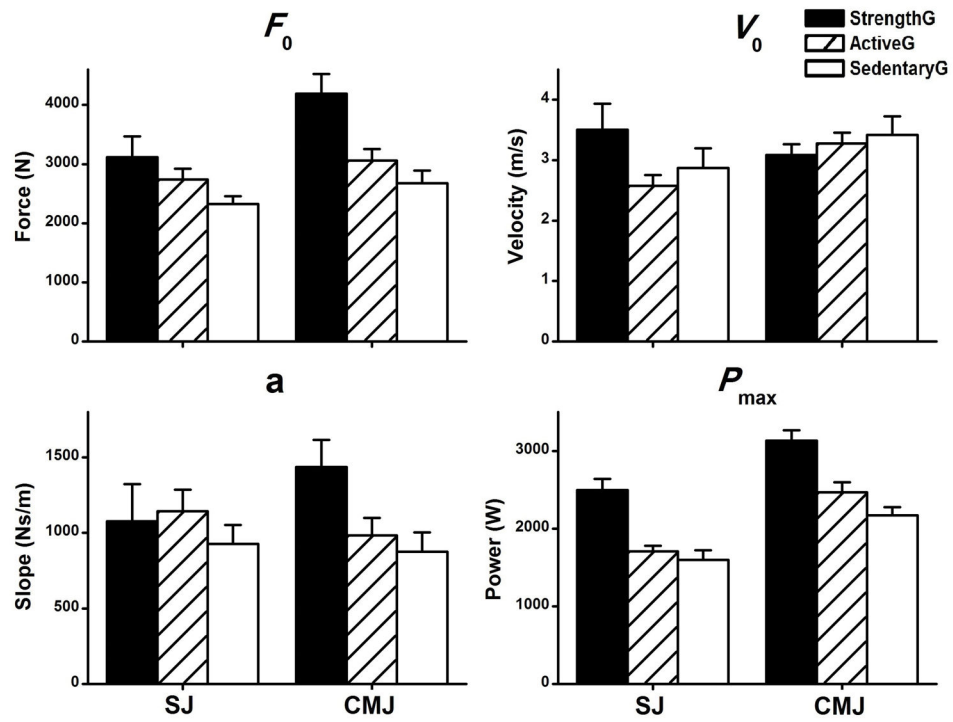 F0
Force (N)
4000
3000
2000
1000
0
V0
StrengthG
ActiveG
SedentaryG
Velocity (m/s)
4
3
2
1
0
a
Slope (Ns/m)
1500
1000
500
0
SJ
CMJ
Pmax
Power (W)
3000
2000
1000
0
SJ
CMJ